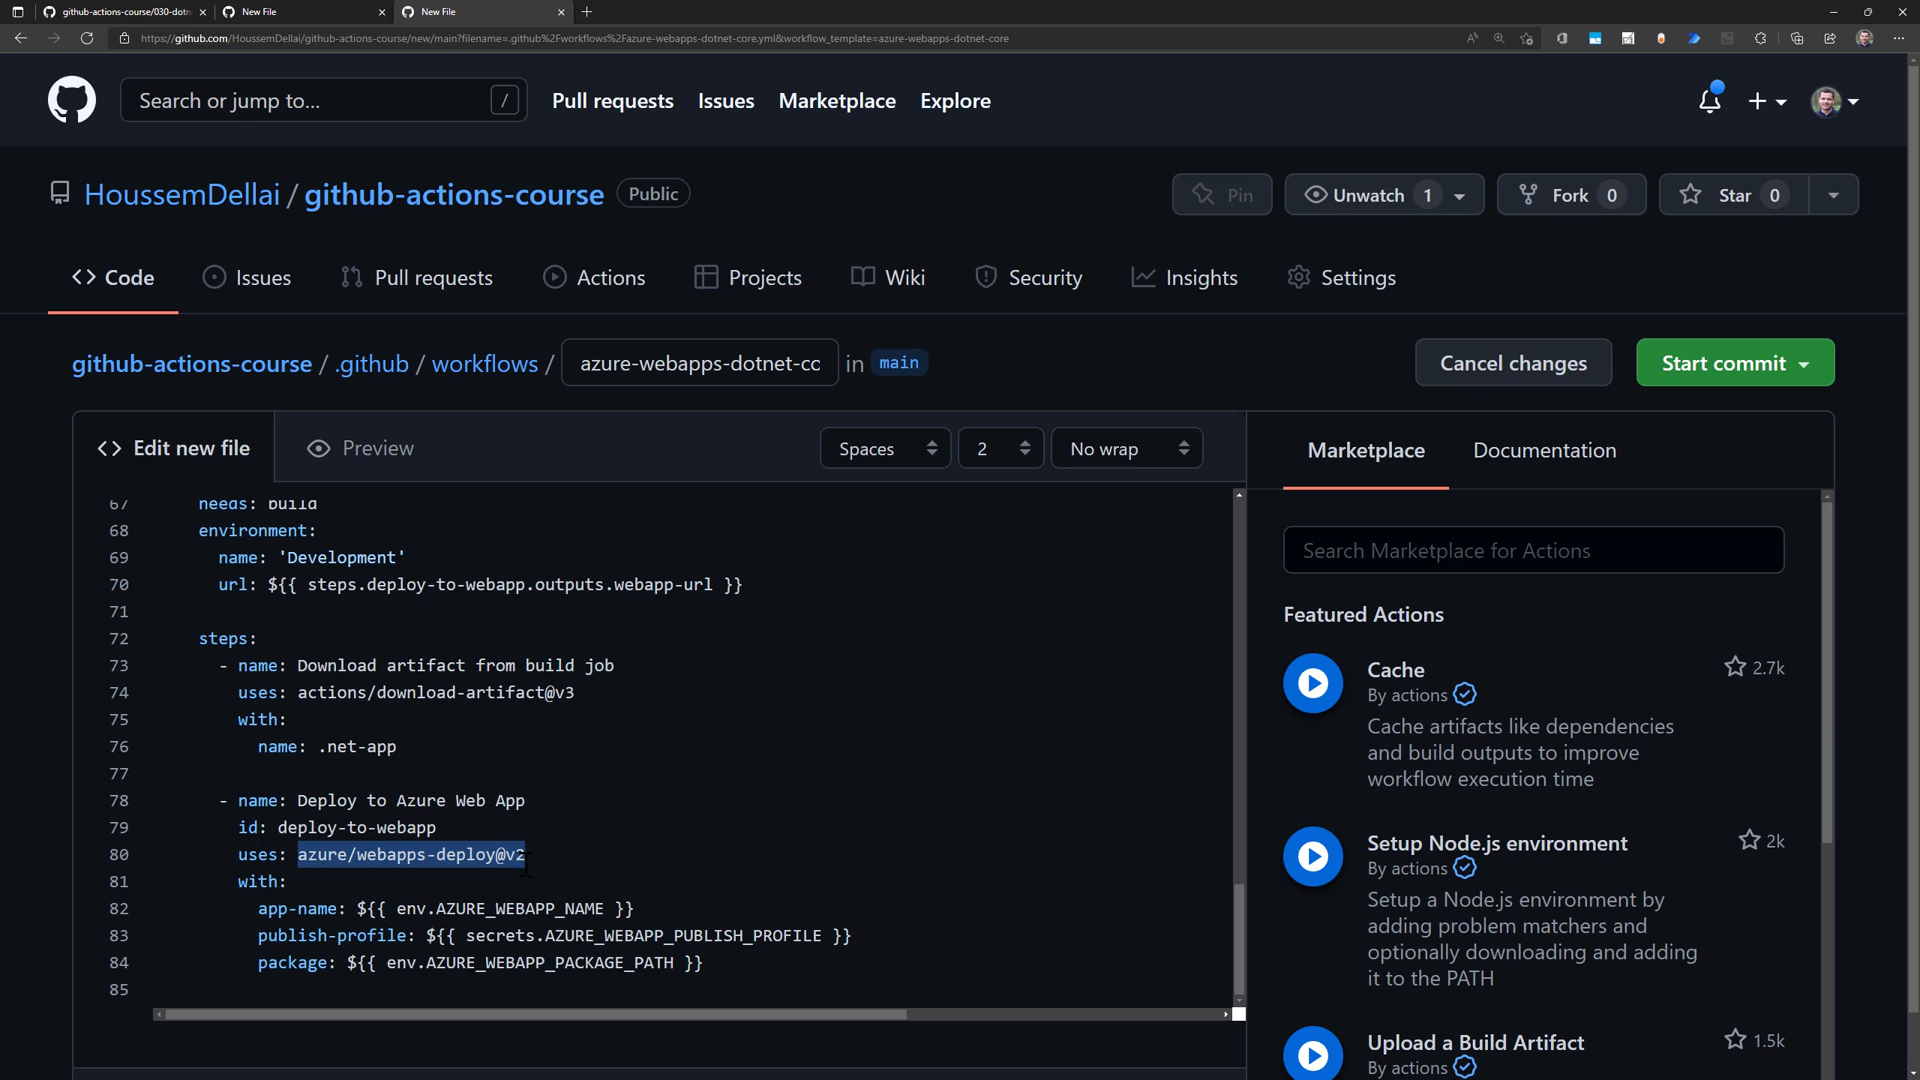 github-actions-course/030-dotn
New File
New File
https://github.com/HoussemDellai/github-actions-course/new/main?filename=.github%2Fworkflows%2Fazure-webapps-dotnet-core.yml&workflow_template=azure-webapps-dotnet-core
Search or jump to...
/
Pull requests
Issues
Marketplace
Explore
HoussemDellai / github-actions-course
Public
Pin
Unwatch 1
Fork 0
Star 0
Code
Issues
Pull requests
Actions
Projects
Wiki
Security
Insights
Settings
github-actions-course / .github / workflows / azure-webapps-dotnet-cc in main
Cancel changes
Start commit
Edit new file
Preview
Spaces
2
No wrap
67 needs: build
68 environment:
69 name: 'Development'
70 url: ${{ steps.deploy-to-webapp.outputs.webapp-url }}
71
72 steps:
73 - name: Download artifact from build job
74 uses: actions/download-artifact@v3
75 with:
76 name: .net-app
77
78 - name: Deploy to Azure Web App
79 id: deploy-to-webapp
80 uses: azure/webapps-deploy@v2
81 with:
82 app-name: ${{ env.AZURE_WEBAPP_NAME }}
83 publish-profile: ${{ secrets.AZURE_WEBAPP_PUBLISH_PROFILE }}
84 package: ${{ env.AZURE_WEBAPP_PACKAGE_PATH }}
85
Marketplace
Documentation
Search Marketplace for Actions
Featured Actions
Cache
2.7k
By actions
Cache artifacts like dependencies
and build outputs to improve
workflow execution time
Setup Node.js environment
2k
By actions
Setup a Node.js environment by
adding problem matchers and
optionally downloading and adding
it to the PATH
Upload a Build Artifact
1.5k
By actions